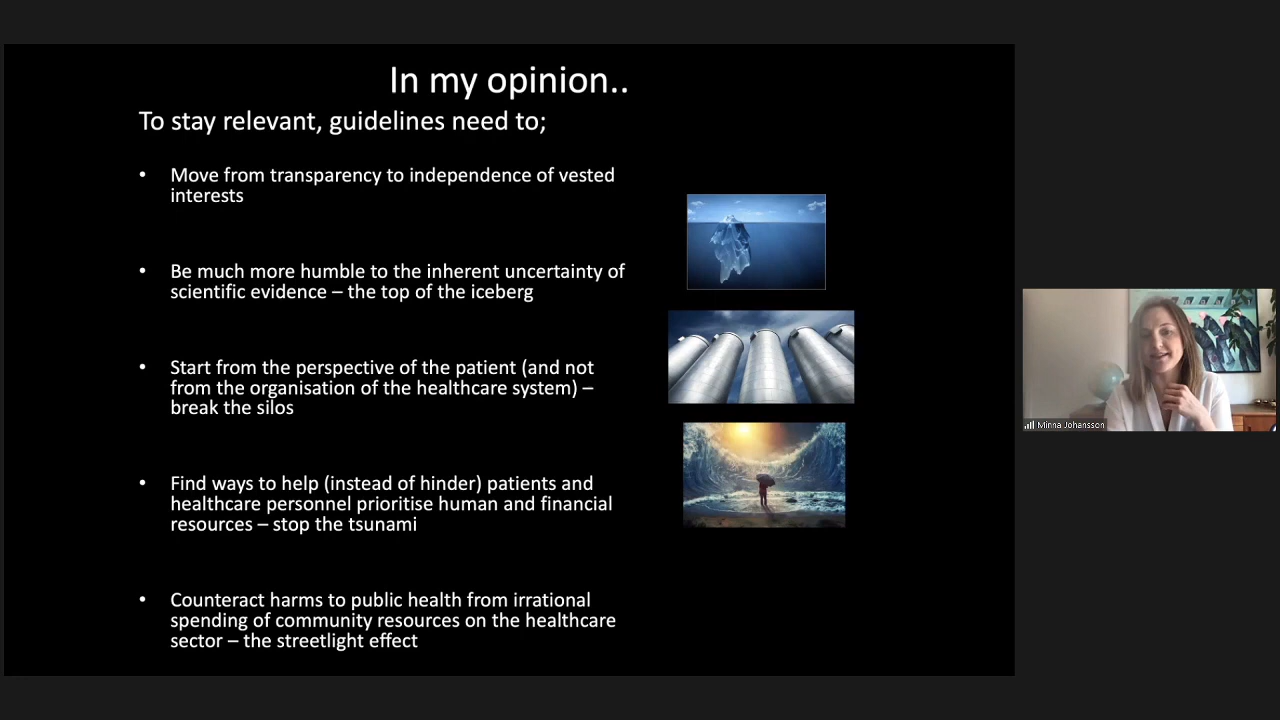 In my opinion..
To stay relevant, guidelines need to;
• Move from transparency to independence of vested
interests
• Be much more humble to the inherent uncertainty of
scientific evidence – the top of the iceberg
• Start from the perspective of the patient (and not
from the organisation of the healthcare system) –
break the silos
• Find ways to help (instead of hinder) patients and
healthcare personnel prioritise human and financial
resources – stop the tsunami
• Counteract harms to public health from irrational
spending of community resources on the healthcare
sector – the streetlight effect
Minna Johansson